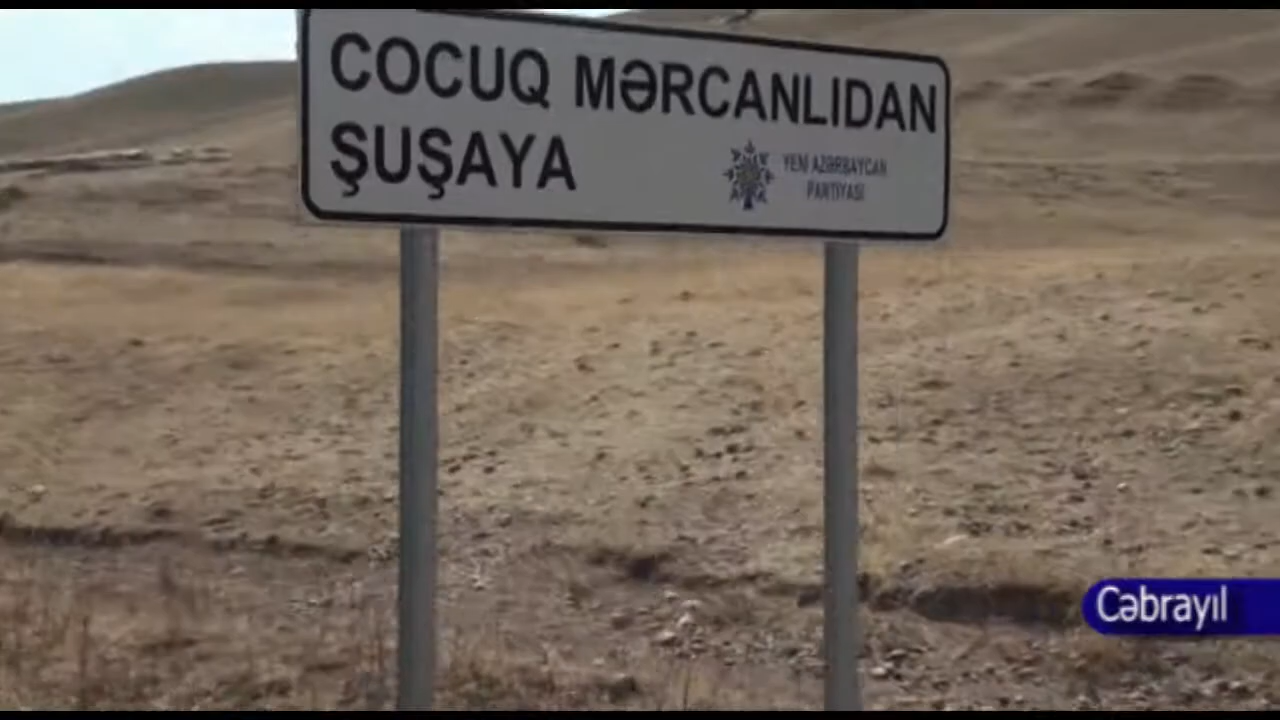 COCUQ MƏRCANLIDAN
ŞUŞAYA
YENİ AZƏRBAYCAN
PARTİYASI
Cəbrayıl